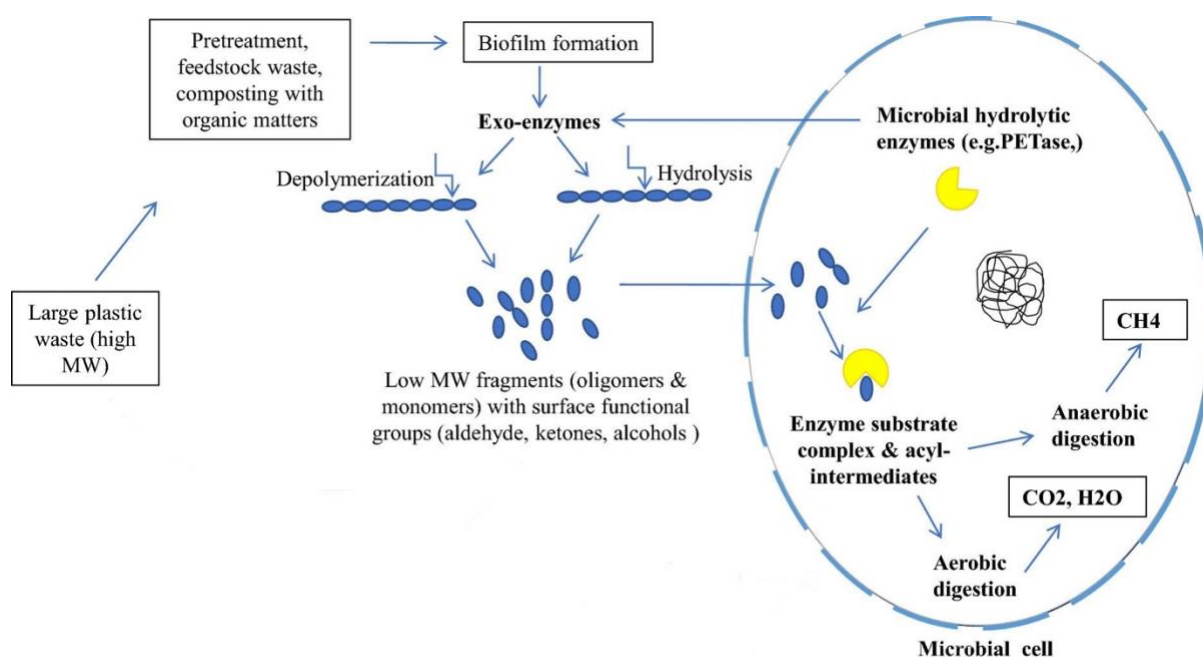 Pretreatment,
feedstock waste,
composting with
organic matters
Biofilm formation
Exo-enzymes
Microbial hydrolytic
enzymes (e.g.PETase,)
Depolymerization
Hydrolysis
Large plastic
waste (high
MW)
Low MW fragments (oligomers &
monomers) with surface functional
groups (aldehyde, ketones, alcohols )
CH4
Enzyme substrate
complex & acyl-
intermediates
Anaerobic
digestion
CO2, H2O
Aerobic
digestion
Microbial cell